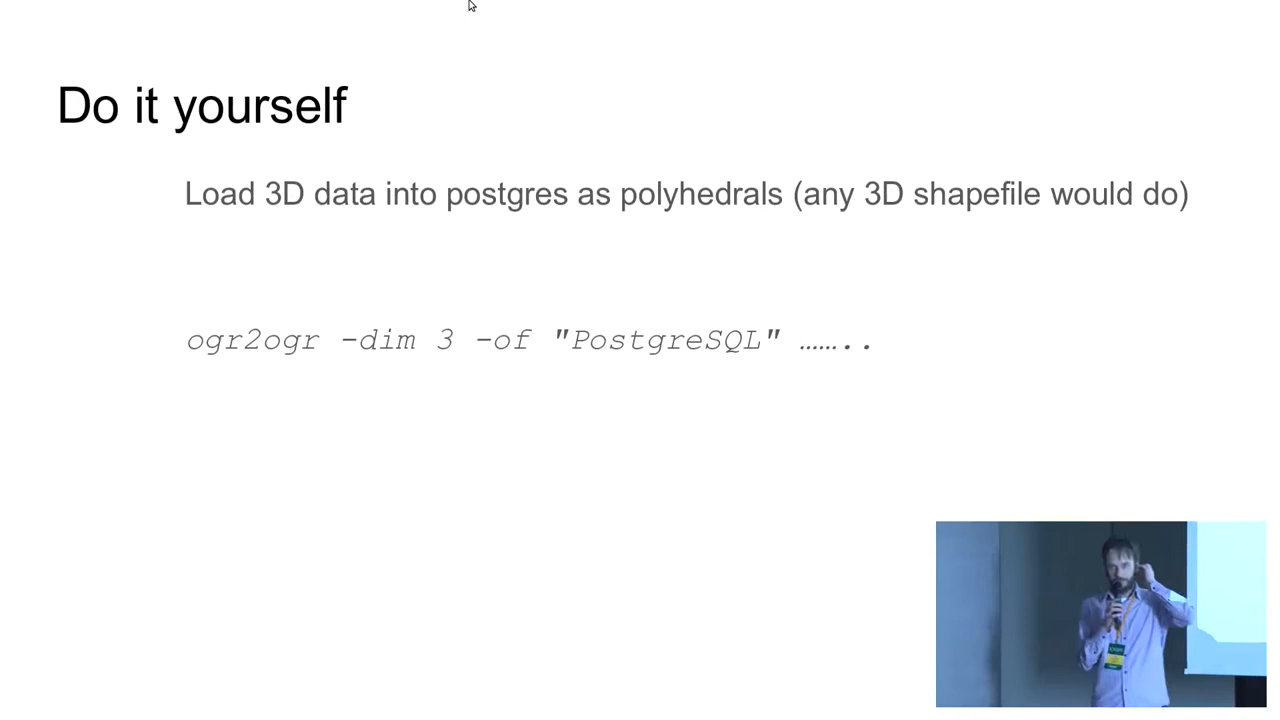 Do it yourself
Load 3D data into postgres as polyhedrals (any 3D shapefile would do)
ogr2ogr -dim 3 -of "PostgreSQL" ……..